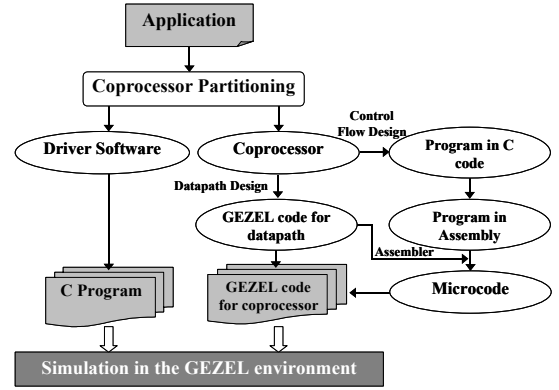 Application
Coprocessor Partitioning
Control
Flow Design
Driver Software
Coprocessor
Program in C
code
Datapath Design
GEZEL code for
datapath
Program in
Assembly
Assembler
C Program
GEZEL code
for coprocessor
Microcode
Simulation in the GEZEL environment